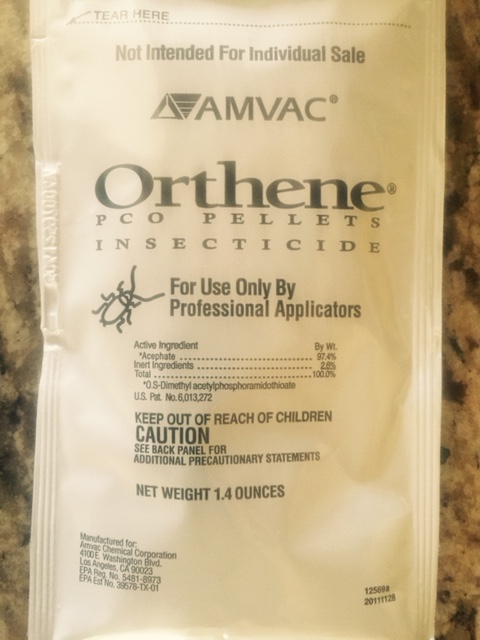 TEAR HERE
Not Intended For Individual Sale
AMVAC®
Orthene®
PCO PELLETS
INSECTICIDE
For Use Only By
Professional Applicators
Active Ingredient By Wt.
*Acephate 97.4%
Inert Ingredients 2.6%
Total 100.0%
*O,S-Dimethyl acetylphosphoramidothioate
U.S. Pat. No. 6,013,272
KEEP OUT OF REACH OF CHILDREN
CAUTION
SEE BACK PANEL FOR
ADDITIONAL PRECAUTIONARY STATEMENTS
NET WEIGHT 1.4 OUNCES
Manufactured for:
Amvac Chemical Corporation
4100 E. Washington Blvd.
Los Angeles, CA 90023
EPA Reg. No. 5481-8973
EPA Est No. 39578-TX-01
12569#
20111128